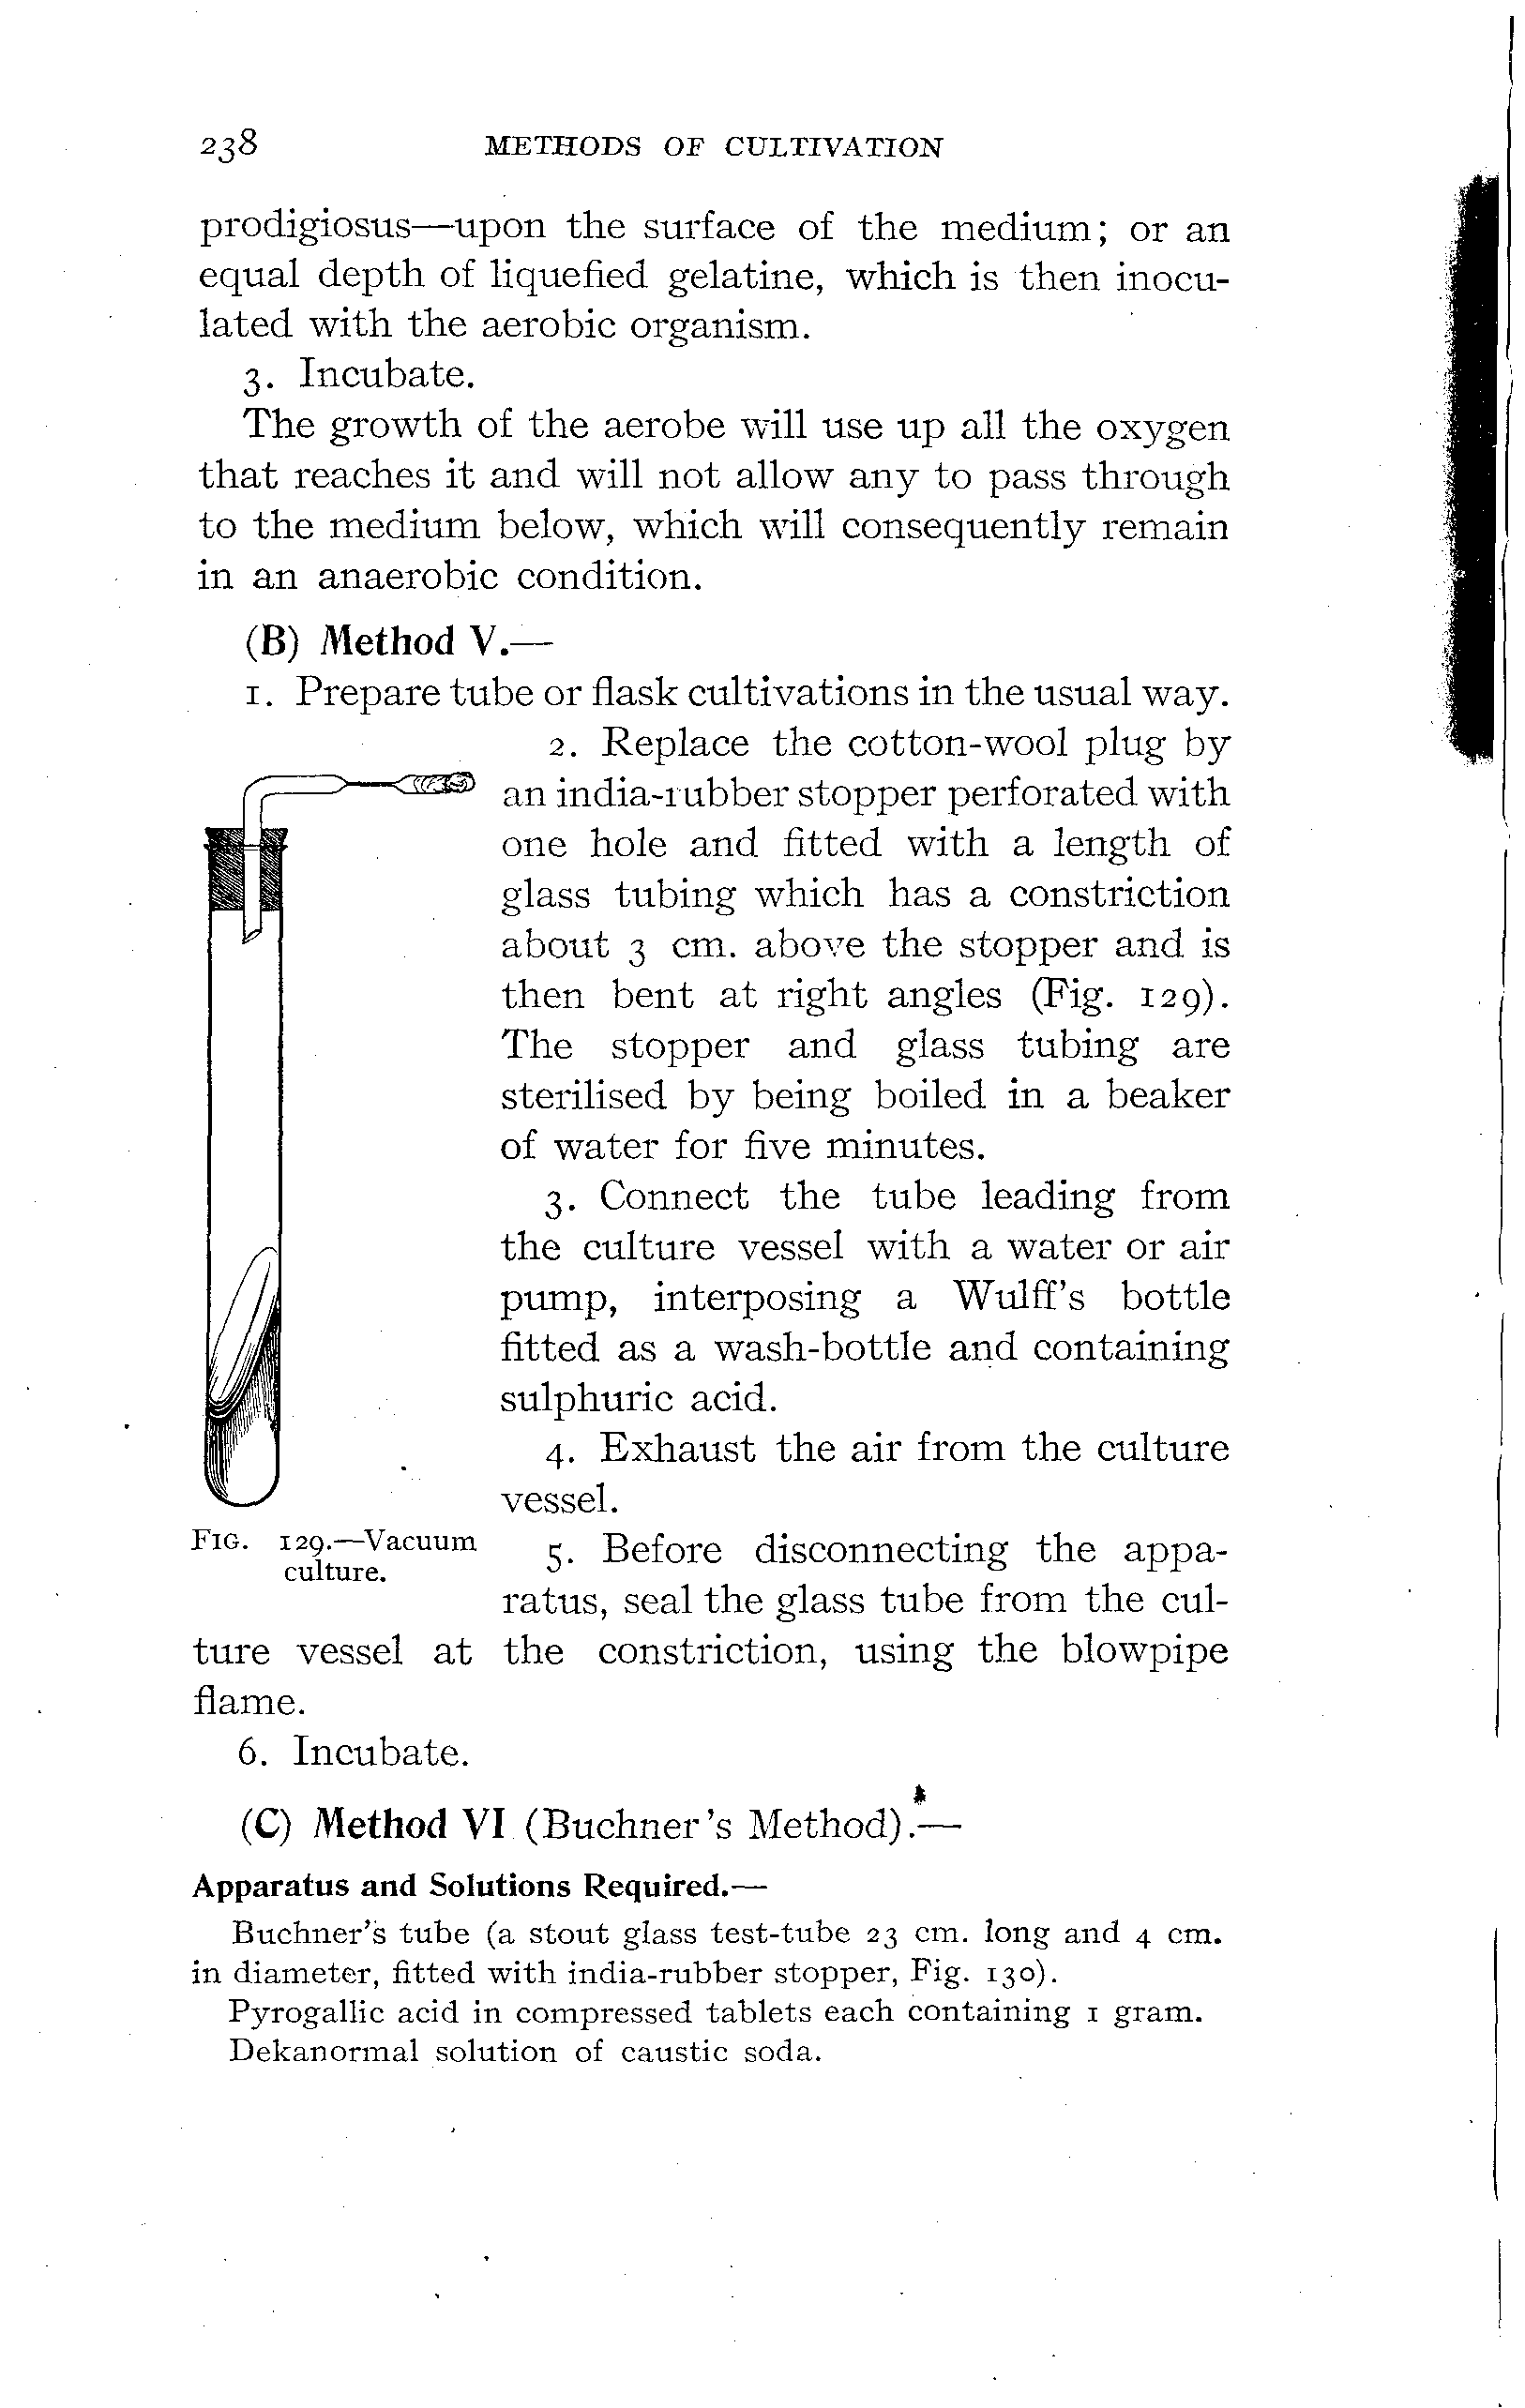 238 METHODS OF CULTIVATION
prodigiosus—upon the surface of the medium; or an
equal depth of liquefied gelatine, which is then inocu-
lated with the aerobic organism.
3. Incubate.
The growth of the aerobe will use up all the oxygen
that reaches it and will not allow any to pass through
to the medium below, which will consequently remain
in an anaerobic condition.
(B) Method V.—
1. Prepare tube or flask cultivations in the usual way.
2. Replace the cotton-wool plug by
an india-rubber stopper perforated with
one hole and fitted with a length of
glass tubing which has a constriction
about 3 cm. above the stopper and is
then bent at right angles (Fig. 129).
The stopper and glass tubing are
sterilised by being boiled in a beaker
of water for five minutes.
3. Connect the tube leading from
the culture vessel with a water or air
pump, interposing a Wulff's bottle
fitted as a wash-bottle and containing
sulphuric acid.
4. Exhaust the air from the culture
vessel.
FIG. 129.—Vacuum
culture.
5. Before disconnecting the appa-
ratus, seal the glass tube from the cul-
ture vessel at the constriction, using the blowpipe
flame.
6. Incubate.
(C) Method VI (Buchner's Method).—
Apparatus and Solutions Required.—
Buchner's tube (a stout glass test-tube 23 cm. long and 4 cm.
in diameter, fitted with india-rubber stopper, Fig. 130).
Pyrogallic acid in compressed tablets each containing 1 gram.
Dekanormal solution of caustic soda.